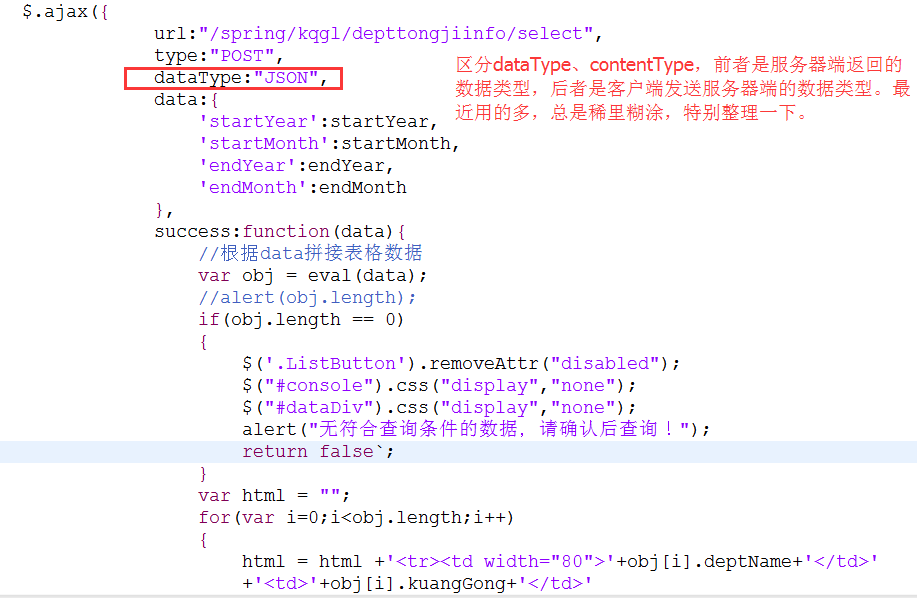 $.ajax({
url:"/spring/kqgl/depttongjiinfo/select",
type:"POST",
dataType:"JSON",
data:{
'startYear':startYear,
'startMonth':startMonth,
'endYear':endYear,
'endMonth':endMonth
},
区分dataType、contentType，前者是服务器端返回的
数据类型，后者是客户端发送服务器端的数据类型。最
近用的多，总是稀里糊涂，特别整理一下。
success:function(data){
//根据data拼接表格数据
var obj = eval(data);
//alert(obj.length);
if(obj.length == 0)
{
$('.ListButton').removeAttr("disabled");
$("#console").css("display","none");
$("#dataDiv").css("display","none");
alert("无符合查询条件的数据，请确认后查询！");
return false`;
}
var html = "";
for(var i=0;i<obj.length;i++)
{
html = html +'<tr><td width="80">'+obj[i].deptName+'</td>'
+'<td>'+obj[i].kuangGong+'</td>'